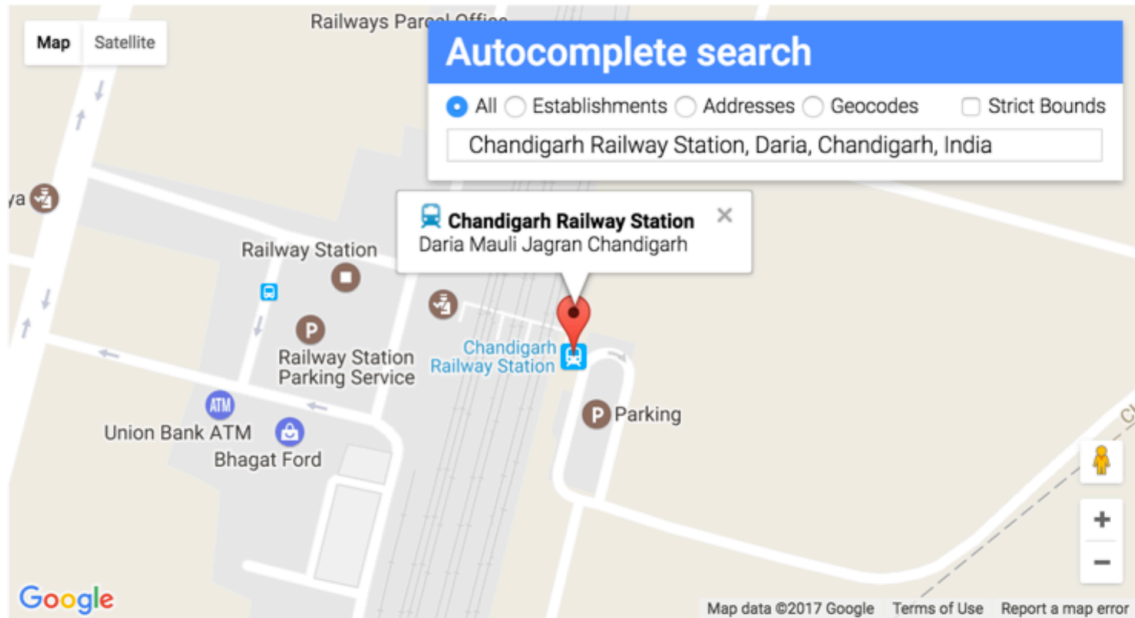 Railways Parcel Office
Map Satellite
Autocomplete search
All Establishments Addresses Geocodes Strict Bounds
Chandigarh Railway Station, Daria, Chandigarh, India
ya
Chandigarh Railway Station
Daria Mauli Jagran Chandigarh
Railway Station
P
Railway Station
Parking Service
Chandigarh
Railway Station
P Parking
ATM
Union Bank ATM
Bhagat Ford
Google
Map data ©2017 Google Terms of Use Report a map error